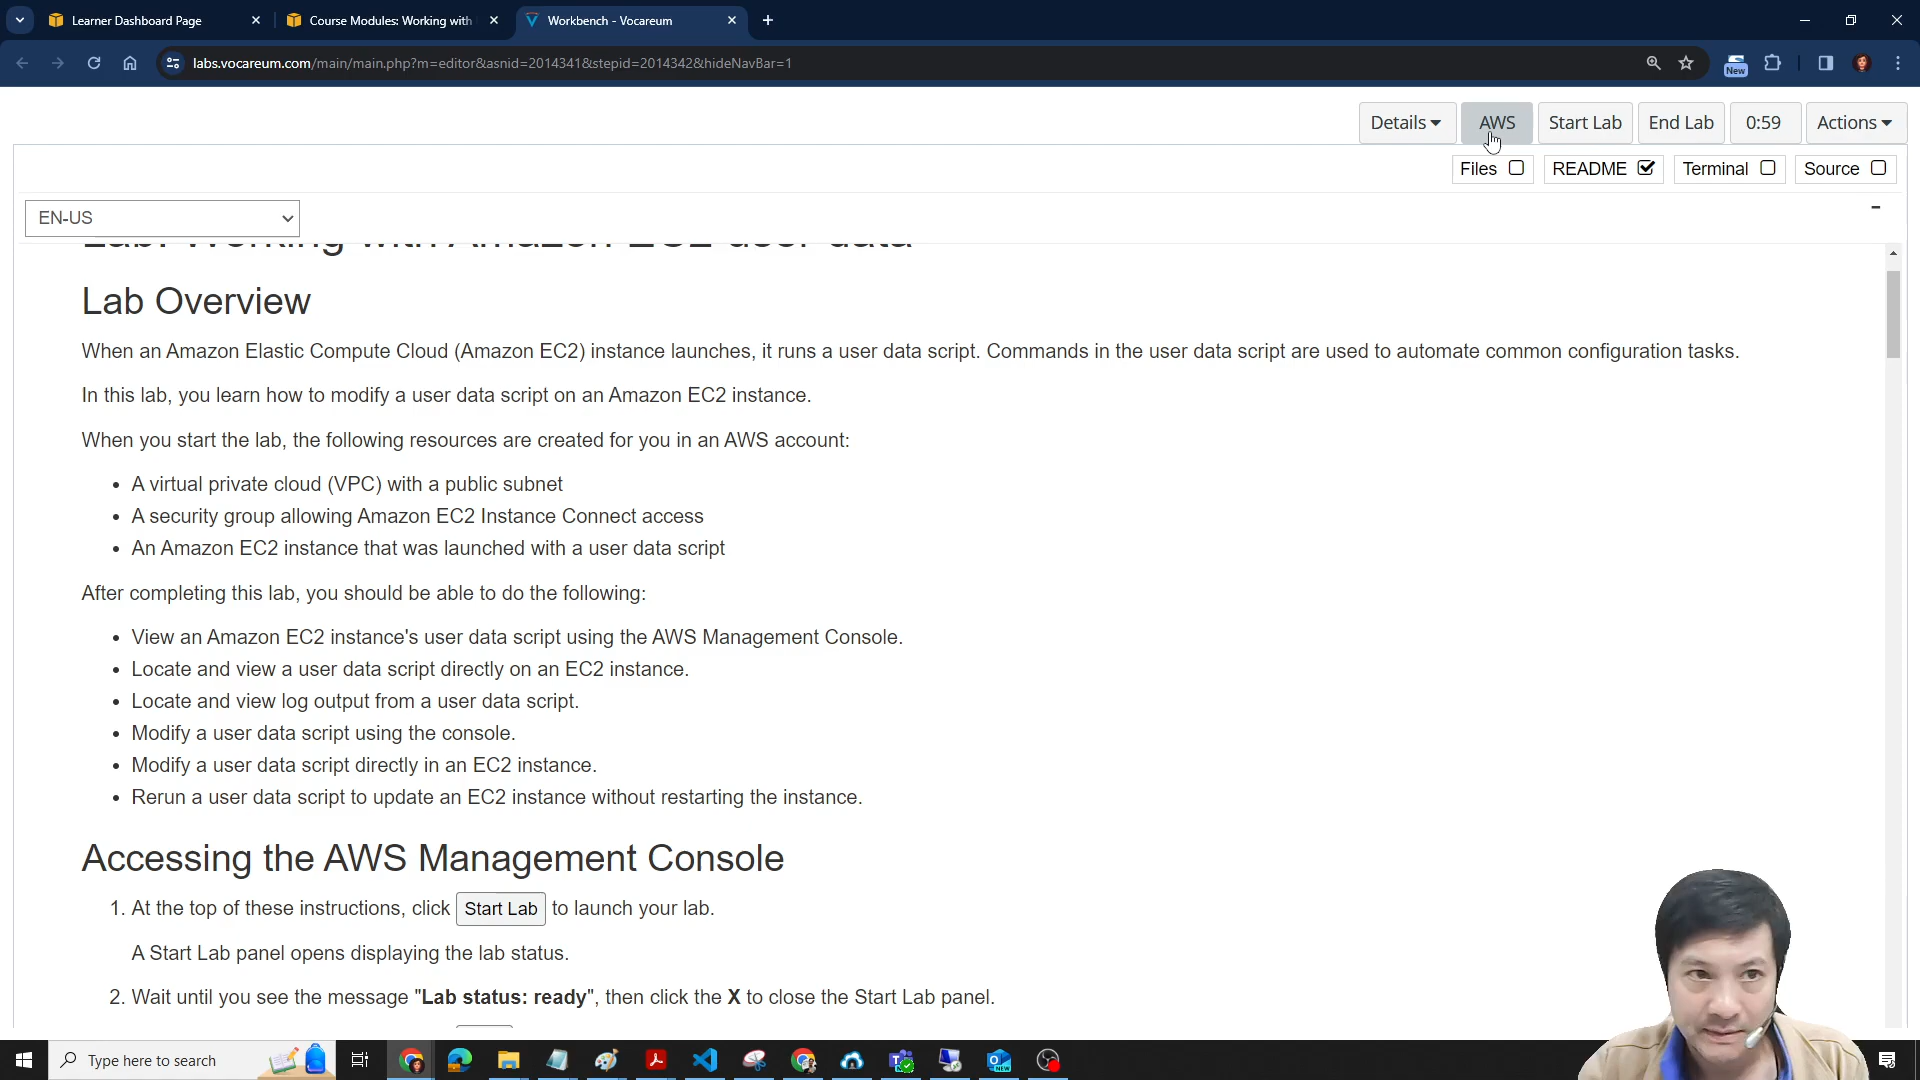 Learner Dashboard Page
Course Modules: Working with
Workbench - Vocareum
labs.vocareum.com/main/main.php?m=editor&asnid=2014341&stepid=2014342&hideNavBar=1
New
Details
AWS
Start Lab
End Lab
0:59
Actions
Files
README
Terminal
Source
EN-US
Lab: Working with Amazon EC2 user data
Lab Overview
When an Amazon Elastic Compute Cloud (Amazon EC2) instance launches, it runs a user data script. Commands in the user data script are used to automate common configuration tasks.
In this lab, you learn how to modify a user data script on an Amazon EC2 instance.
When you start the lab, the following resources are created for you in an AWS account:
• A virtual private cloud (VPC) with a public subnet
• A security group allowing Amazon EC2 Instance Connect access
• An Amazon EC2 instance that was launched with a user data script
After completing this lab, you should be able to do the following:
• View an Amazon EC2 instance's user data script using the AWS Management Console.
• Locate and view a user data script directly on an EC2 instance.
• Locate and view log output from a user data script.
• Modify a user data script using the console.
• Modify a user data script directly in an EC2 instance.
• Rerun a user data script to update an EC2 instance without restarting the instance.
Accessing the AWS Management Console
1. At the top of these instructions, click Start Lab to launch your lab.
A Start Lab panel opens displaying the lab status.
2. Wait until you see the message "Lab status: ready", then click the X to close the Start Lab panel.
Type here to search
NEW